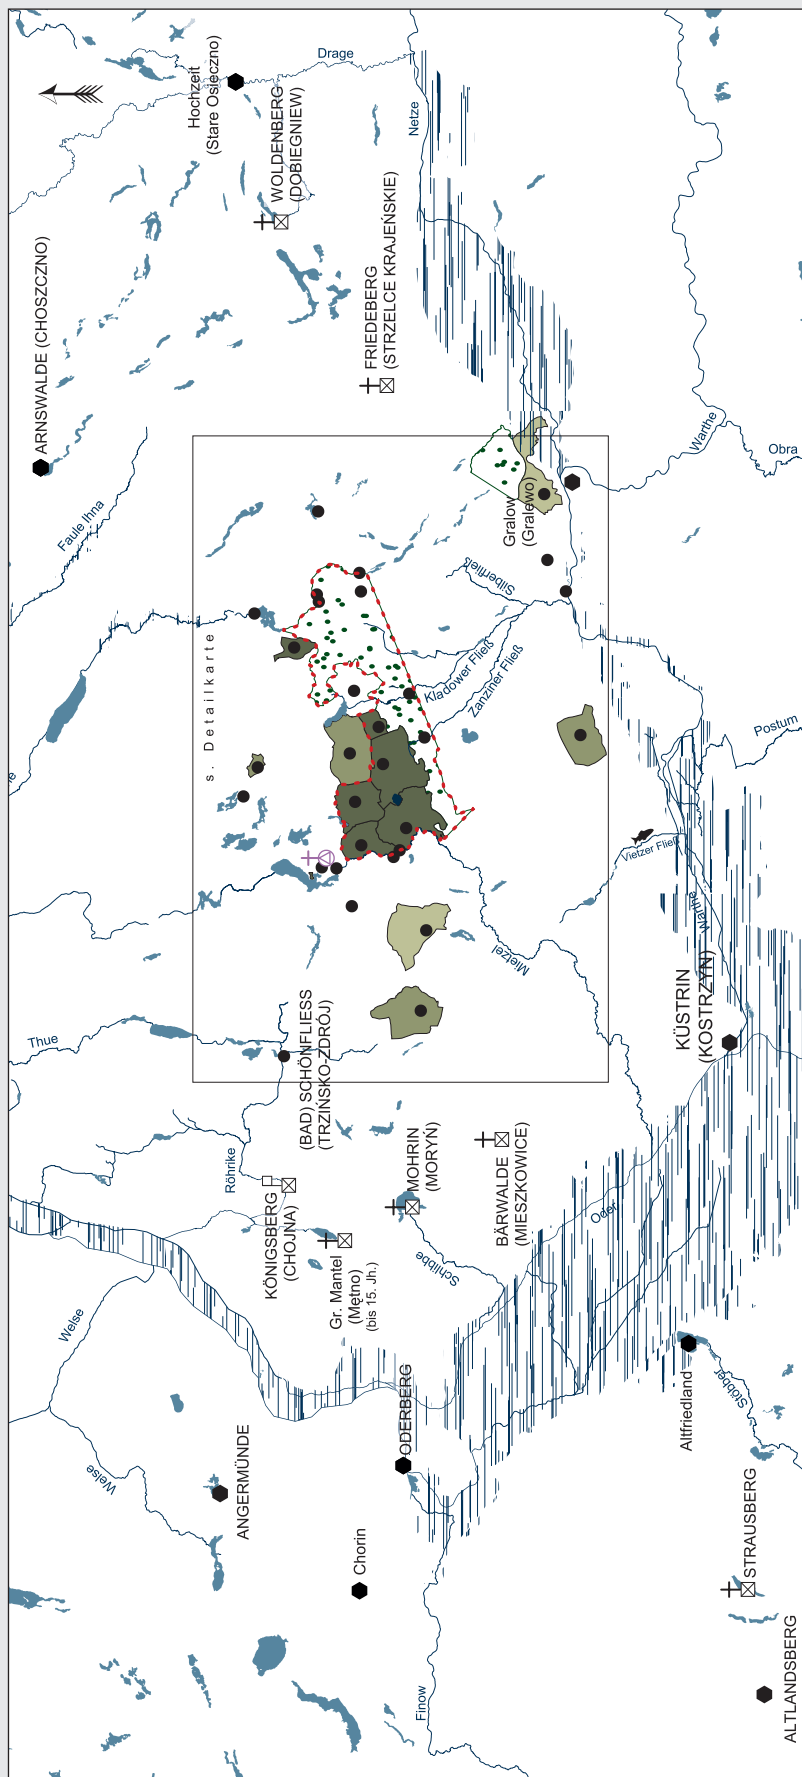 Drage
Hochzeit
(Stare Osieczno)
WOLDENBERG
(DOBIEGNIEW)
Netze
FRIEDEBERG
(STRZELCE KRAJEŃSKIE)
ARNSWALDE (CHOSZCZNO)
Faule Ihna
Warthe
Obra
Gralow
(Gralewo)
Silberfließ
Kladower Fließ
Zanziner Fließ
s. Detailkarte
Postum
Vietzer Fließ
Warthe
Mietzel
KÜSTRIN
(KOSTRZYN)
Thue
(BAD) SCHÖNFLIESS
(TRZIŃSKO-ZDRÓJ)
Röhrike
KÖNIGSBERG
(CHOJNA)
MOHRIN
(MORYŃ)
BÄRWALDE
(MIESZKOWICE)
Oder
Gr. Mantel
(Mętno)
(bis 15. Jh.)
Schlibbe
Welse
Welse
ANGERMÜNDE
ODERBERG
Chorin
Altfriedland
Stöbber
STRAUSBERG
ALTLANDSBERG
Finow